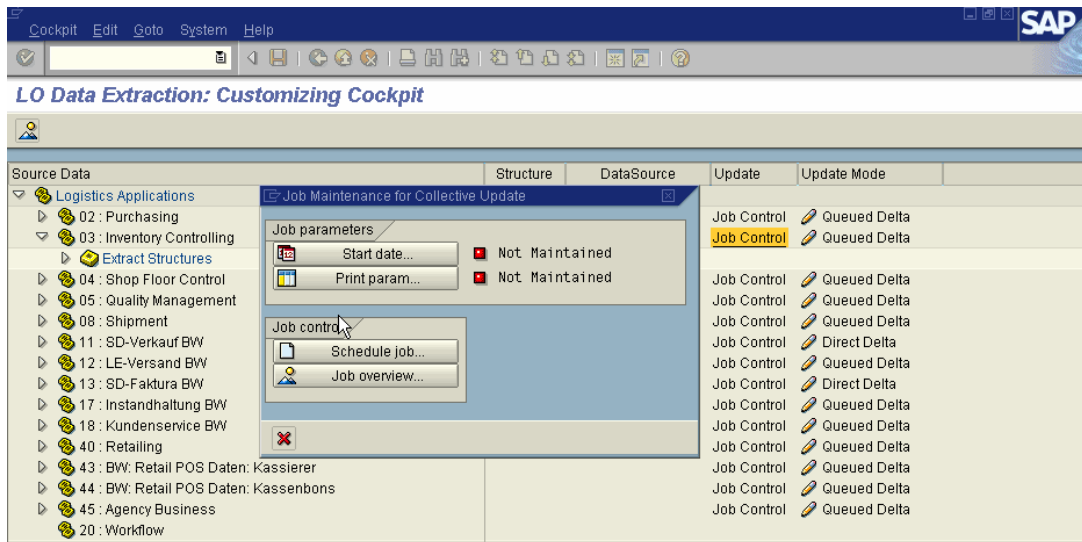 Cockpit Edit Goto System Help
SAP
LO Data Extraction: Customizing Cockpit
Source Data Structure DataSource Update Update Mode
Logistics Applications
02 : Purchasing Job Control Queued Delta
03 : Inventory Controlling Job Control Queued Delta
Extract Structures
04 : Shop Floor Control Job Control Queued Delta
05 : Quality Management Job Control Queued Delta
08 : Shipment Job Control Queued Delta
11 : SD-Verkauf BW Job Control Direct Delta
12 : LE-Versand BW Job Control Queued Delta
13 : SD-Faktura BW Job Control Direct Delta
17 : Instandhaltung BW Job Control Queued Delta
18 : Kundenservice BW Job Control Queued Delta
40 : Retailing Job Control Queued Delta
43 : BW: Retail POS Daten: Kassierer Job Control Queued Delta
44 : BW: Retail POS Daten: Kassenbons Job Control Queued Delta
45 : Agency Business Job Control Queued Delta
20 : Workflow
Job Maintenance for Collective Update
Job parameters
12
Start date... Not Maintained
Print param... Not Maintained
Job control
Schedule job...
Job overview...